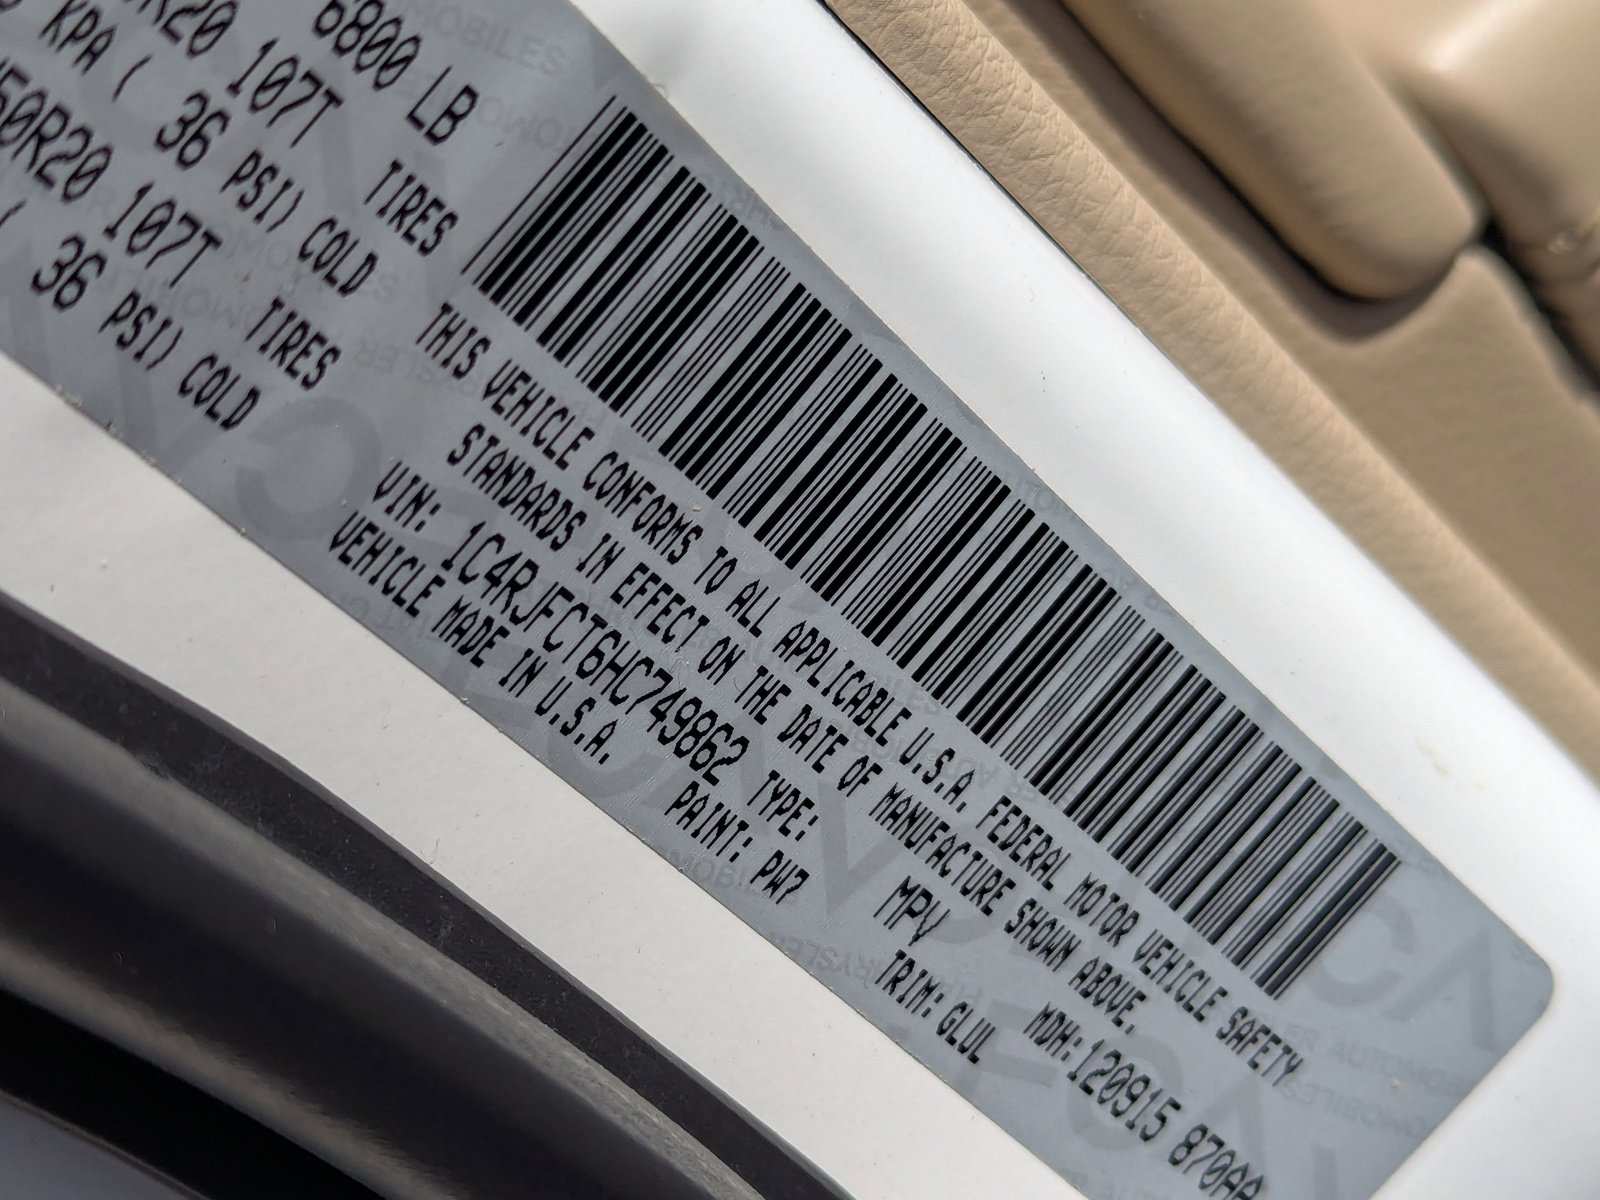 6800 LB
R20 107T TIRES
KPA ( 36 PSI) COLD
50R20 107T TIRES
( 36 PSI) COLD
THIS VEHICLE CONFORMS TO ALL APPLICABLE U.S.A. FEDERAL MOTOR VEHICLE SAFETY
STANDARDS IN EFFECT ON THE DATE OF MANUFACTURE SHOWN ABOVE.
VIN: 1C4RJFCT6HC749862 TYPE: MPV MDH:120915 870AA
VEHICLE MADE IN U.S.A. PAINT: PW7 TRIM:GLUL